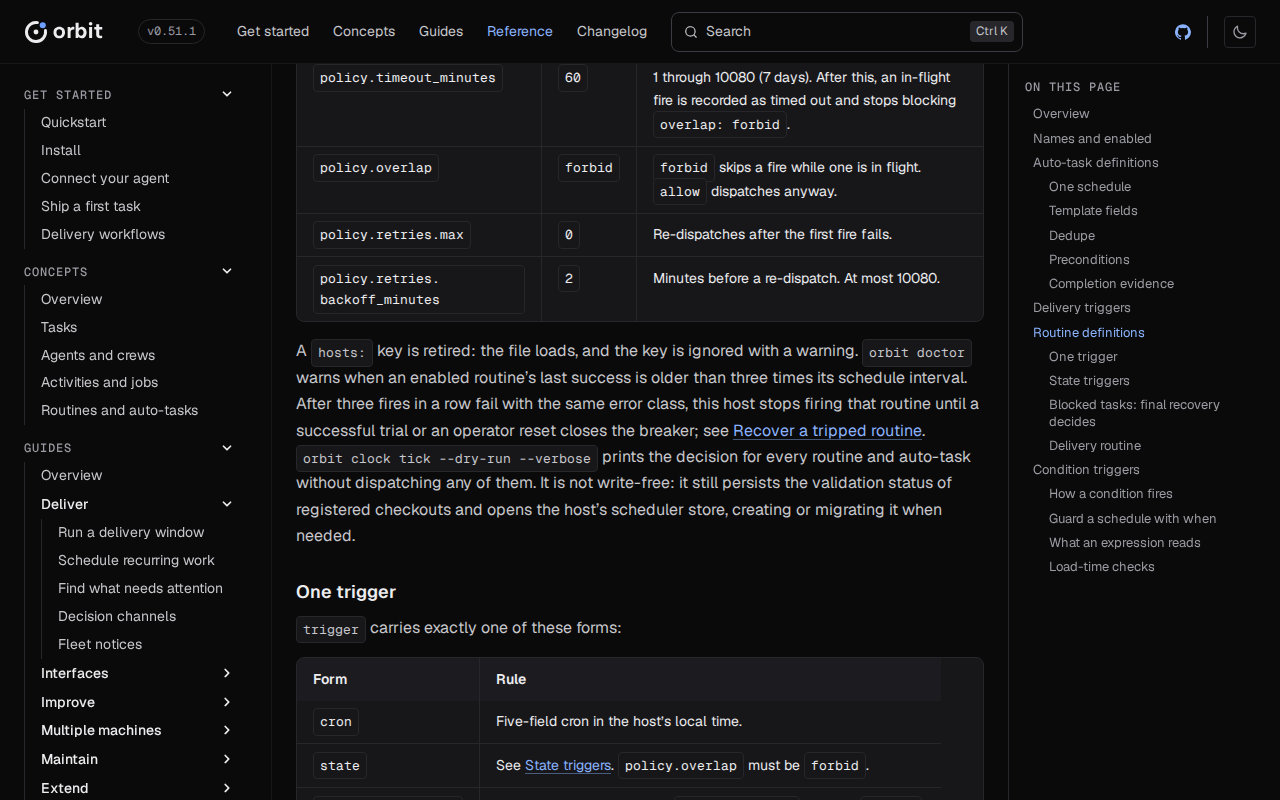 orbit
v0.51.1
Get started
Concepts
Guides
Reference
Changelog
Search
Ctrl K
GET STARTED
Quickstart
Install
Connect your agent
Ship a first task
Delivery workflows
CONCEPTS
Overview
Tasks
Agents and crews
Activities and jobs
Routines and auto-tasks
GUIDES
Overview
Deliver
Run a delivery window
Schedule recurring work
Find what needs attention
Decision channels
Fleet notices
Interfaces
Improve
Multiple machines
Maintain
Extend
policy.timeout_minutes
60
1 through 10080 (7 days). After this, an in-flight
fire is recorded as timed out and stops blocking
overlap: forbid.
policy.overlap
forbid
forbid skips a fire while one is in flight.
allow dispatches anyway.
policy.retries.max
0
Re-dispatches after the first fire fails.
policy.retries.
backoff_minutes
2
Minutes before a re-dispatch. At most 10080.
A hosts: key is retired: the file loads, and the key is ignored with a warning. orbit doctor
warns when an enabled routine’s last success is older than three times its schedule interval.
After three fires in a row fail with the same error class, this host stops firing that routine until a
successful trial or an operator reset closes the breaker; see Recover a tripped routine.
orbit clock tick --dry-run --verbose prints the decision for every routine and auto-task
without dispatching any of them. It is not write-free: it still persists the validation status of
registered checkouts and opens the host’s scheduler store, creating or migrating it when
needed.
One trigger
trigger carries exactly one of these forms:
Form
Rule
cron
Five-field cron in the host’s local time.
state
See State triggers. policy.overlap must be forbid.
ON THIS PAGE
Overview
Names and enabled
Auto-task definitions
One schedule
Template fields
Dedupe
Preconditions
Completion evidence
Delivery triggers
Routine definitions
One trigger
State triggers
Blocked tasks: final recovery
decides
Delivery routine
Condition triggers
How a condition fires
Guard a schedule with when
What an expression reads
Load-time checks